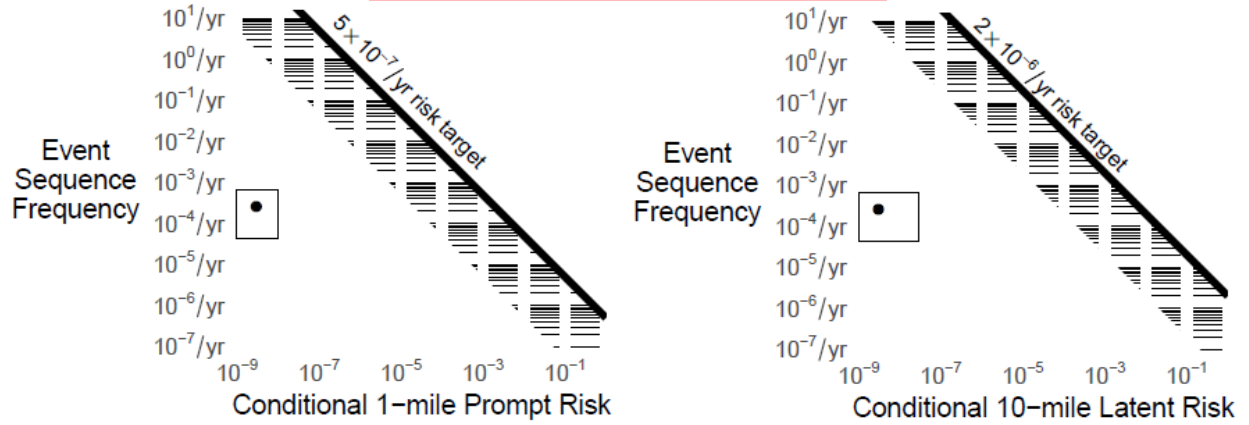 10�1/yr
10⁰/yr
10⁻¹/yr
10⁻²/yr
10⁻³/yr
10⁻⁴/yr
10⁻⁵/yr
10⁻⁶/yr
10⁻⁷/yr
Event
Sequence
Frequency
5×10⁻⁷/yr risk target
10⁻⁹
10⁻⁷
10⁻⁵
10⁻³
10⁻¹
Conditional 1−mile Prompt Risk
10¹/yr
10⁰/yr
10⁻¹/yr
10⁻²/yr
10⁻³/yr
10⁻⁴/yr
10⁻⁵/yr
10⁻⁶/yr
10⁻⁷/yr
Event
Sequence
Frequency
2×10⁻⁶/yr risk target
10⁻⁹
10⁻⁷
10⁻⁵
10⁻³
10⁻¹
Conditional 10−mile Latent Risk